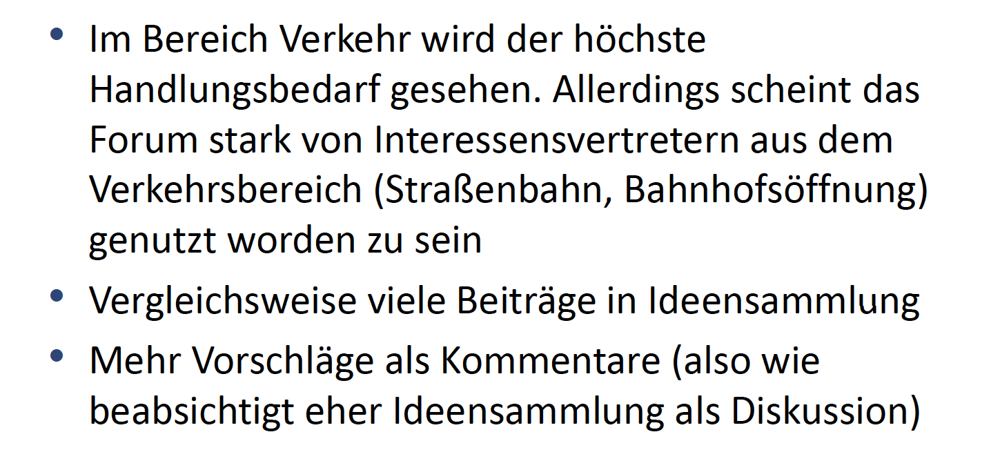 • Im Bereich Verkehr wird der höchste
Handlungsbedarf gesehen. Allerdings scheint das
Forum stark von Interessensvertretern aus dem
Verkehrsbereich (Straßenbahn, Bahnhofsöffnung)
genutzt worden zu sein
• Vergleichsweise viele Beiträge in Ideensammlung
• Mehr Vorschläge als Kommentare (also wie
beabsichtigt eher Ideensammlung als Diskussion)